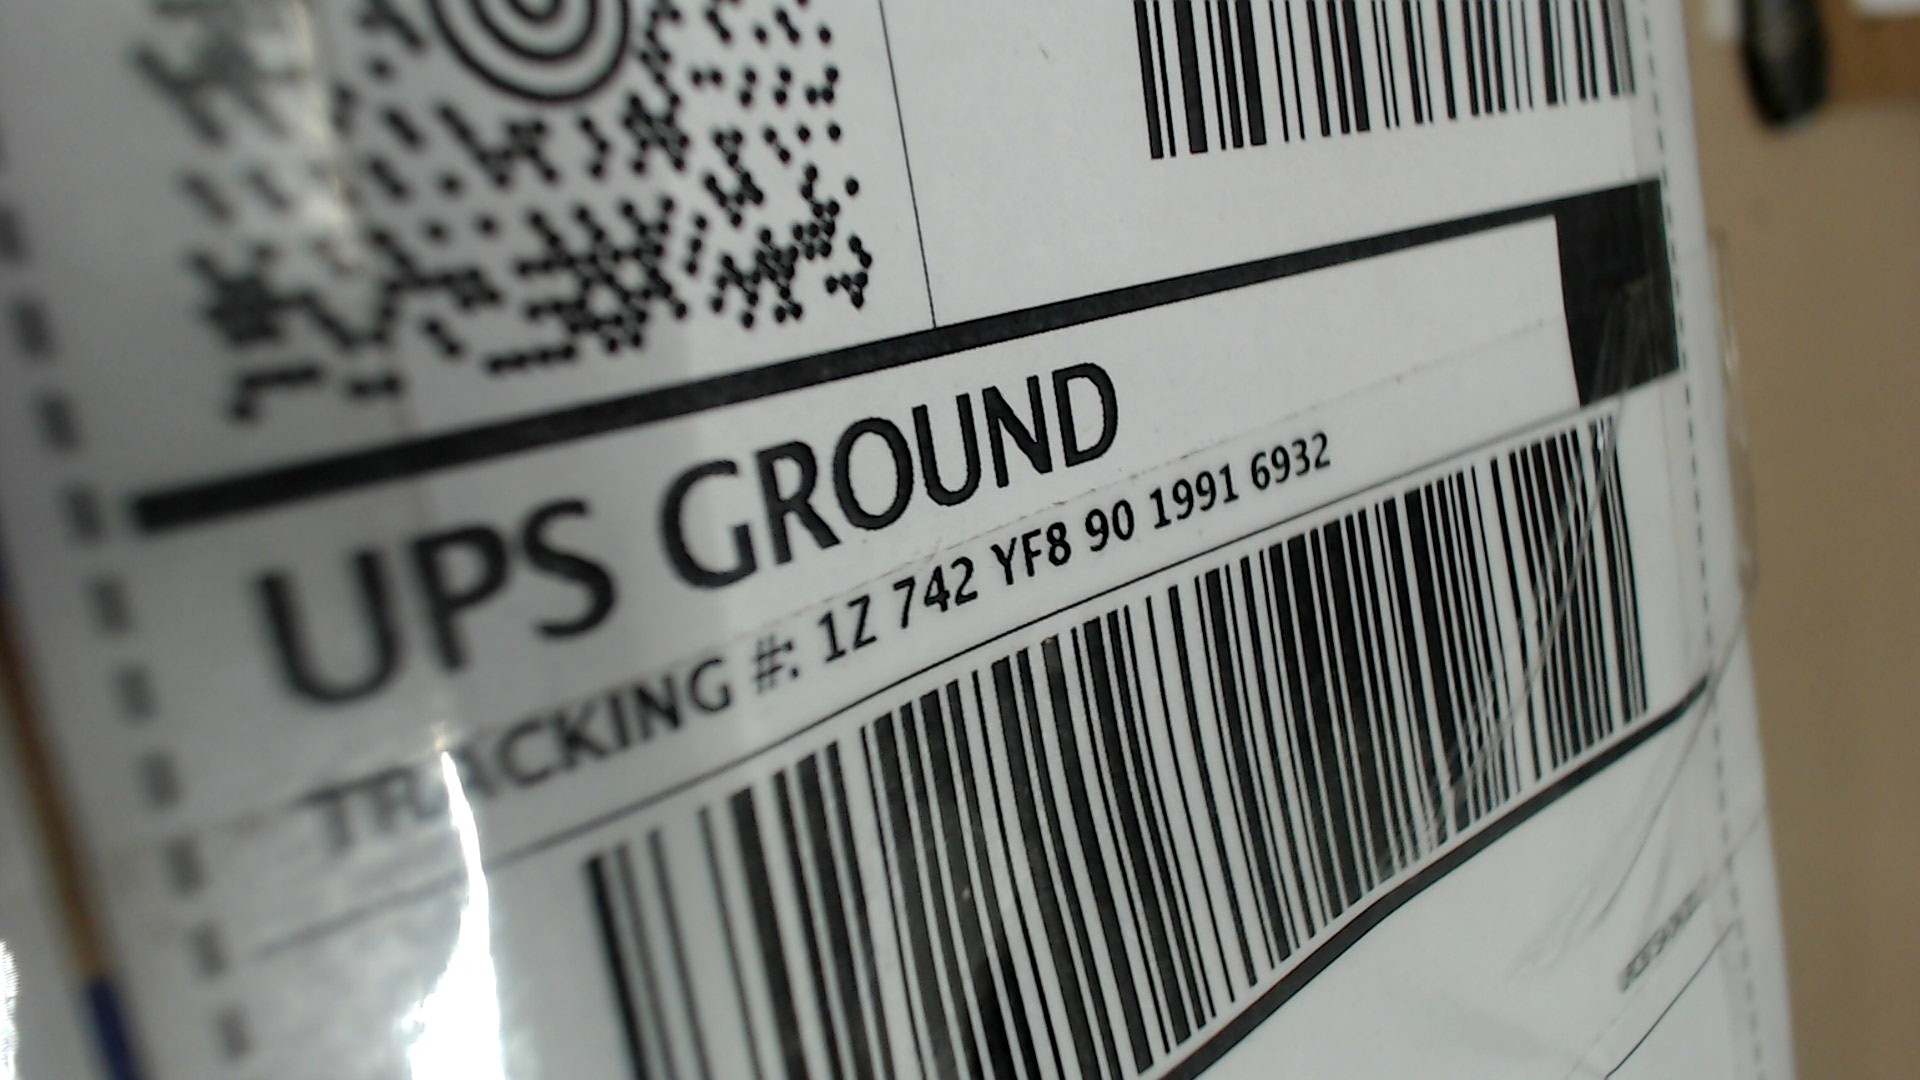 UPS GROUND
TRACKING #: 1Z 742 YF8 90 1991 6932